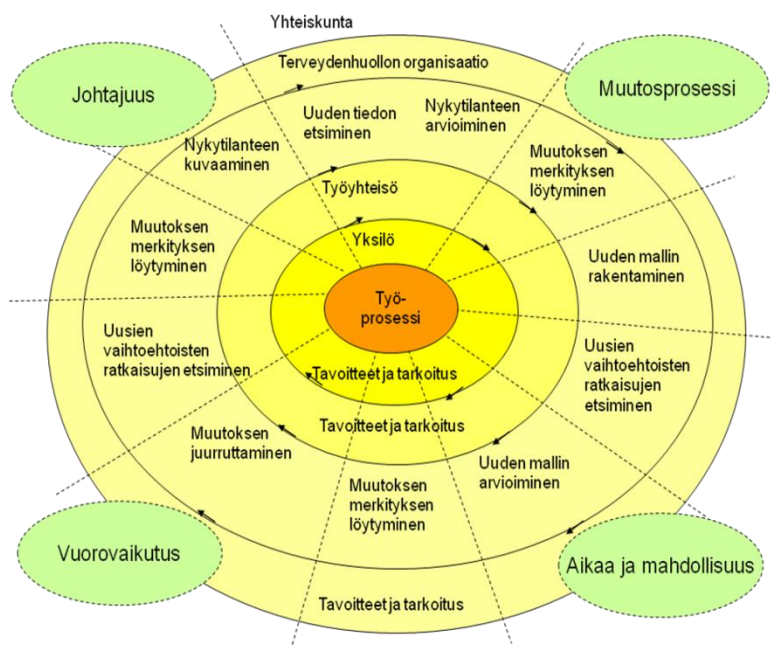 Yhteiskunta
Terveydenhuollon organisaatio
Johtajuus
Muutosprosessi
Uuden tiedon
etsiminen
Nykytilanteen
arvioiminen
Nykytilanteen
kuvaaminen
Muutoksen
merkityksen
löytyminen
Työyhteisö
Muutoksen
merkityksen
löytyminen
Yksilö
Uuden mallin
rakentaminen
Työ-
prosessi
Uusien
vaihtoehtoisten
ratkaisujen etsiminen
Uusien
vaihtoehtoisten
ratkaisujen
etsiminen
Tavoitteet ja tarkoitus
Tavoitteet ja tarkoitus
Muutoksen
juurruttaminen
Uuden mallin
arvioiminen
Muutoksen
merkityksen
löytyminen
Vuorovaikutus
Aikaa ja mahdollisuus
Tavoitteet ja tarkoitus